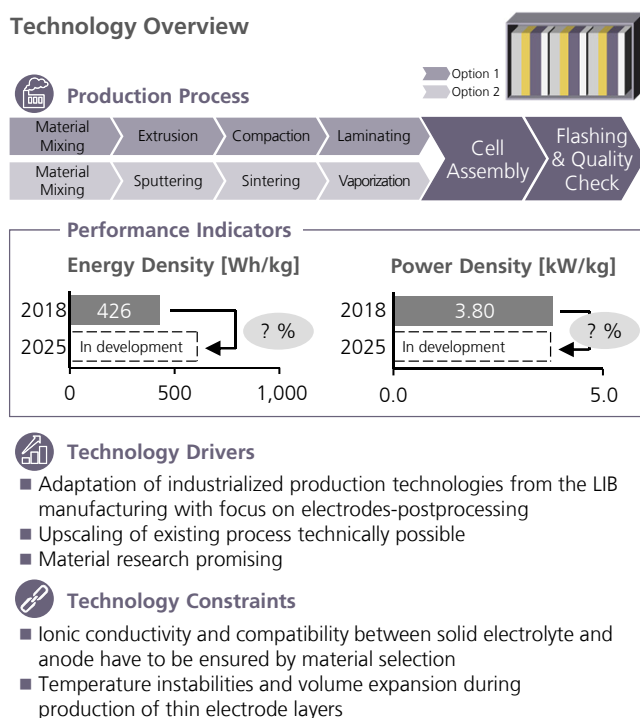 Technology Overview
Option 1
Option 2
Production Process
Material
Mixing
Extrusion
Compaction
Laminating
Material
Mixing
Sputtering
Sintering
Vaporization
Cell
Assembly
Flashing
& Quality
Check
Performance Indicators
Energy Density [Wh/kg]
2018
426
2025
In development
? %
0
500
1,000
Power Density [kW/kg]
2018
3.80
2025
In development
? %
0.0
5.0
Technology Drivers
■ Adaptation of industrialized production technologies from the LIB
manufacturing with focus on electrodes-postprocessing
■ Upscaling of existing process technically possible
■ Material research promising
Technology Constraints
■ Ionic conductivity and compatibility between solid electrolyte and
anode have to be ensured by material selection
■ Temperature instabilities and volume expansion during
production of thin electrode layers